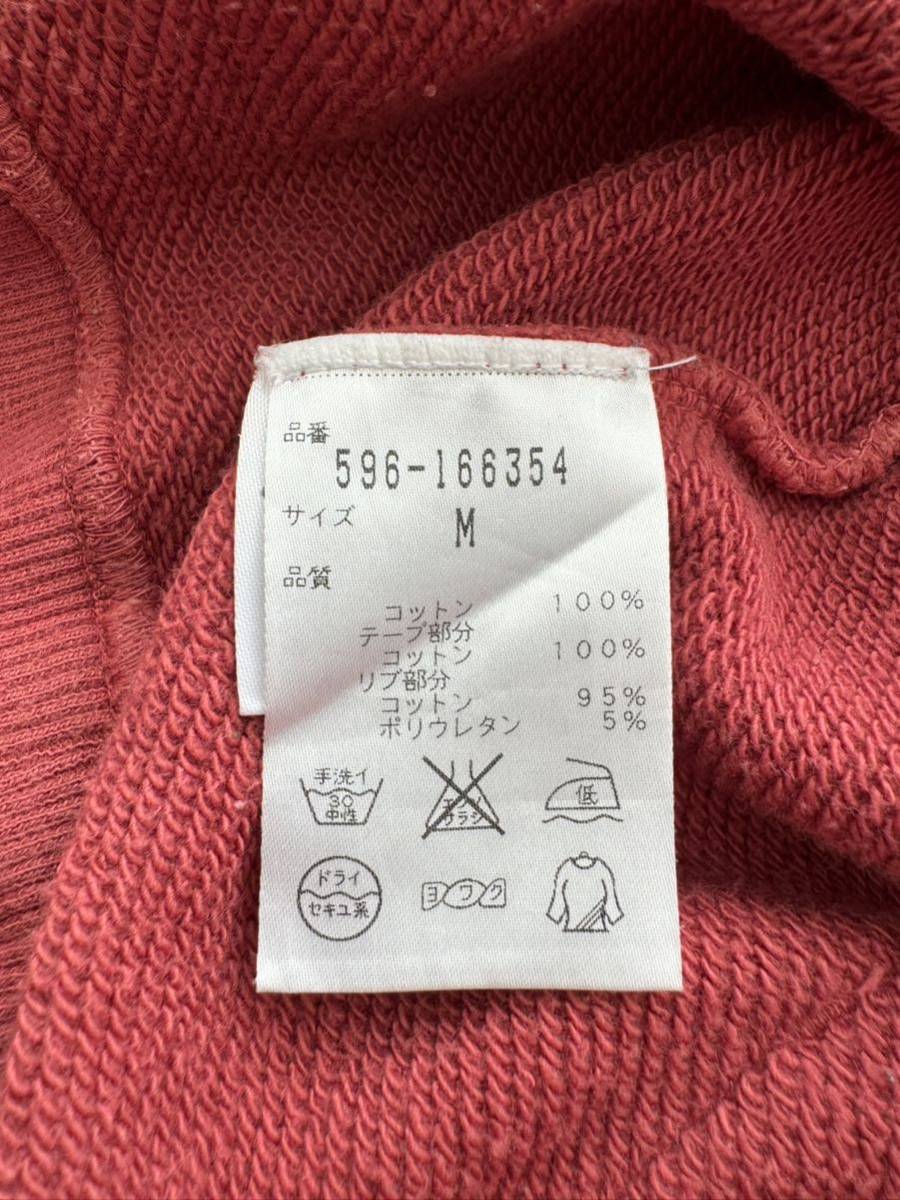 品番
596-166354
サイズ
M
品質
コットン 100%
テープ部分
コットン 100%
リブ部分
コットン 95%
ポリウレタン 5%
手洗イ
30
中性
エンソ
サラシ
低
ドライ
セキユ系
ヨワク